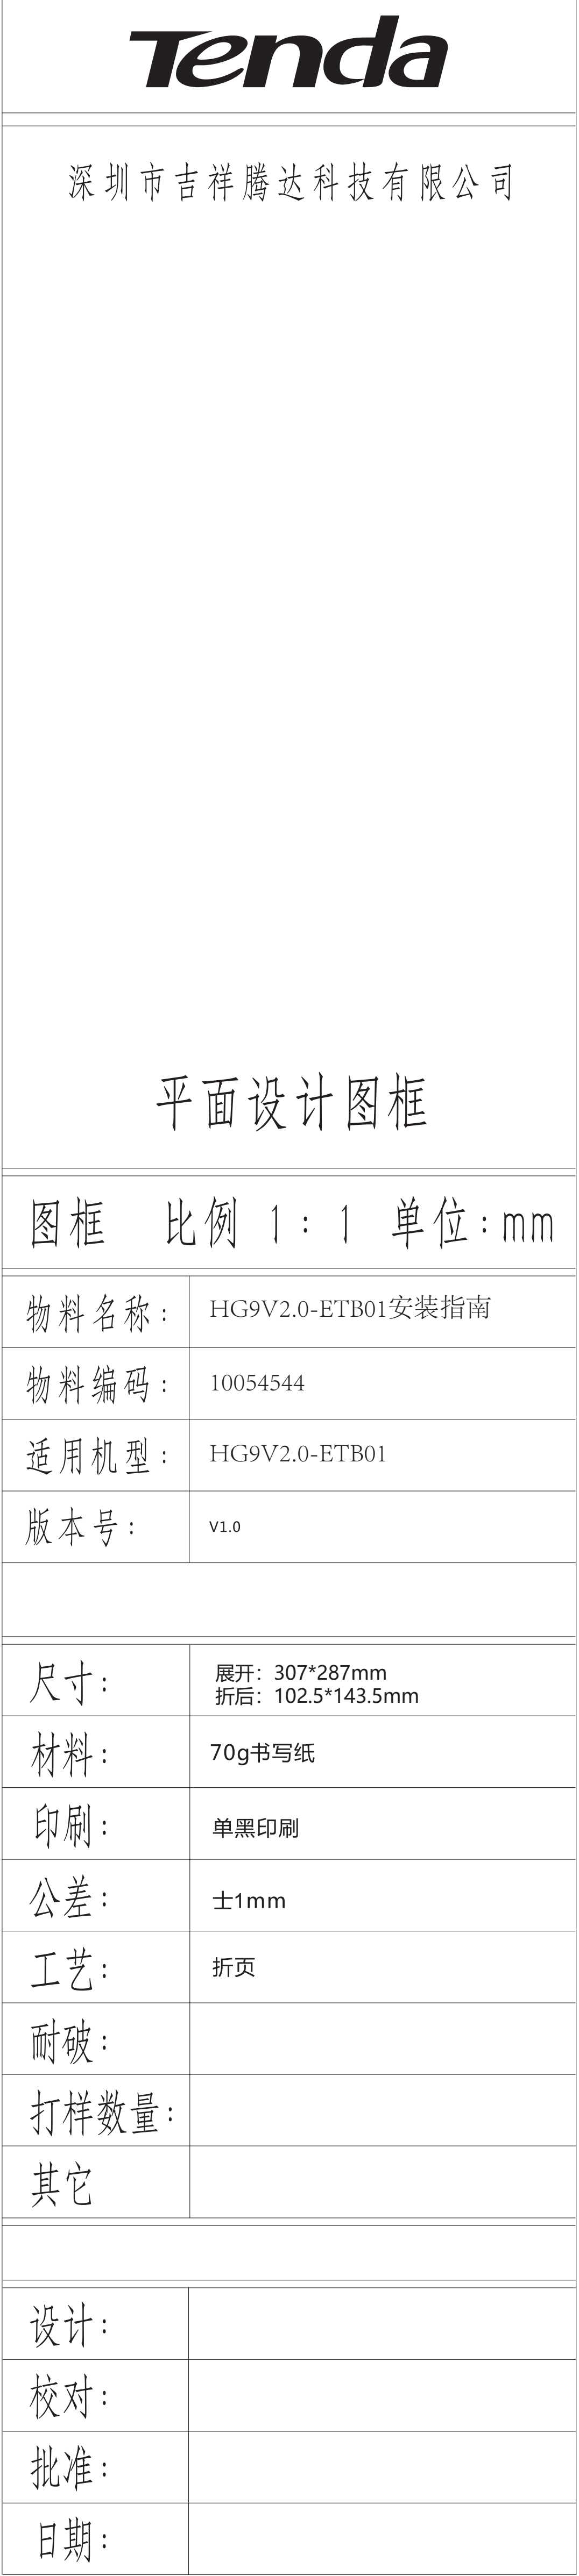 Tenda
深圳市吉祥腾达科技有限公司
平面设计图框
图框 比例 1:1 单位:mm
物料名称: HG9V2.0-ETB01安装指南
物料编码: 10054544
适用机型: HG9V2.0-ETB01
版本号: V1.0
尺寸: 展开：307*287mm
折后：102.5*143.5mm
材料: 70g书写纸
印刷: 单黑印刷
公差: 士1mm
工艺: 折页
耐破:
打样数量:
其它
设计:
校对:
批准:
日期: